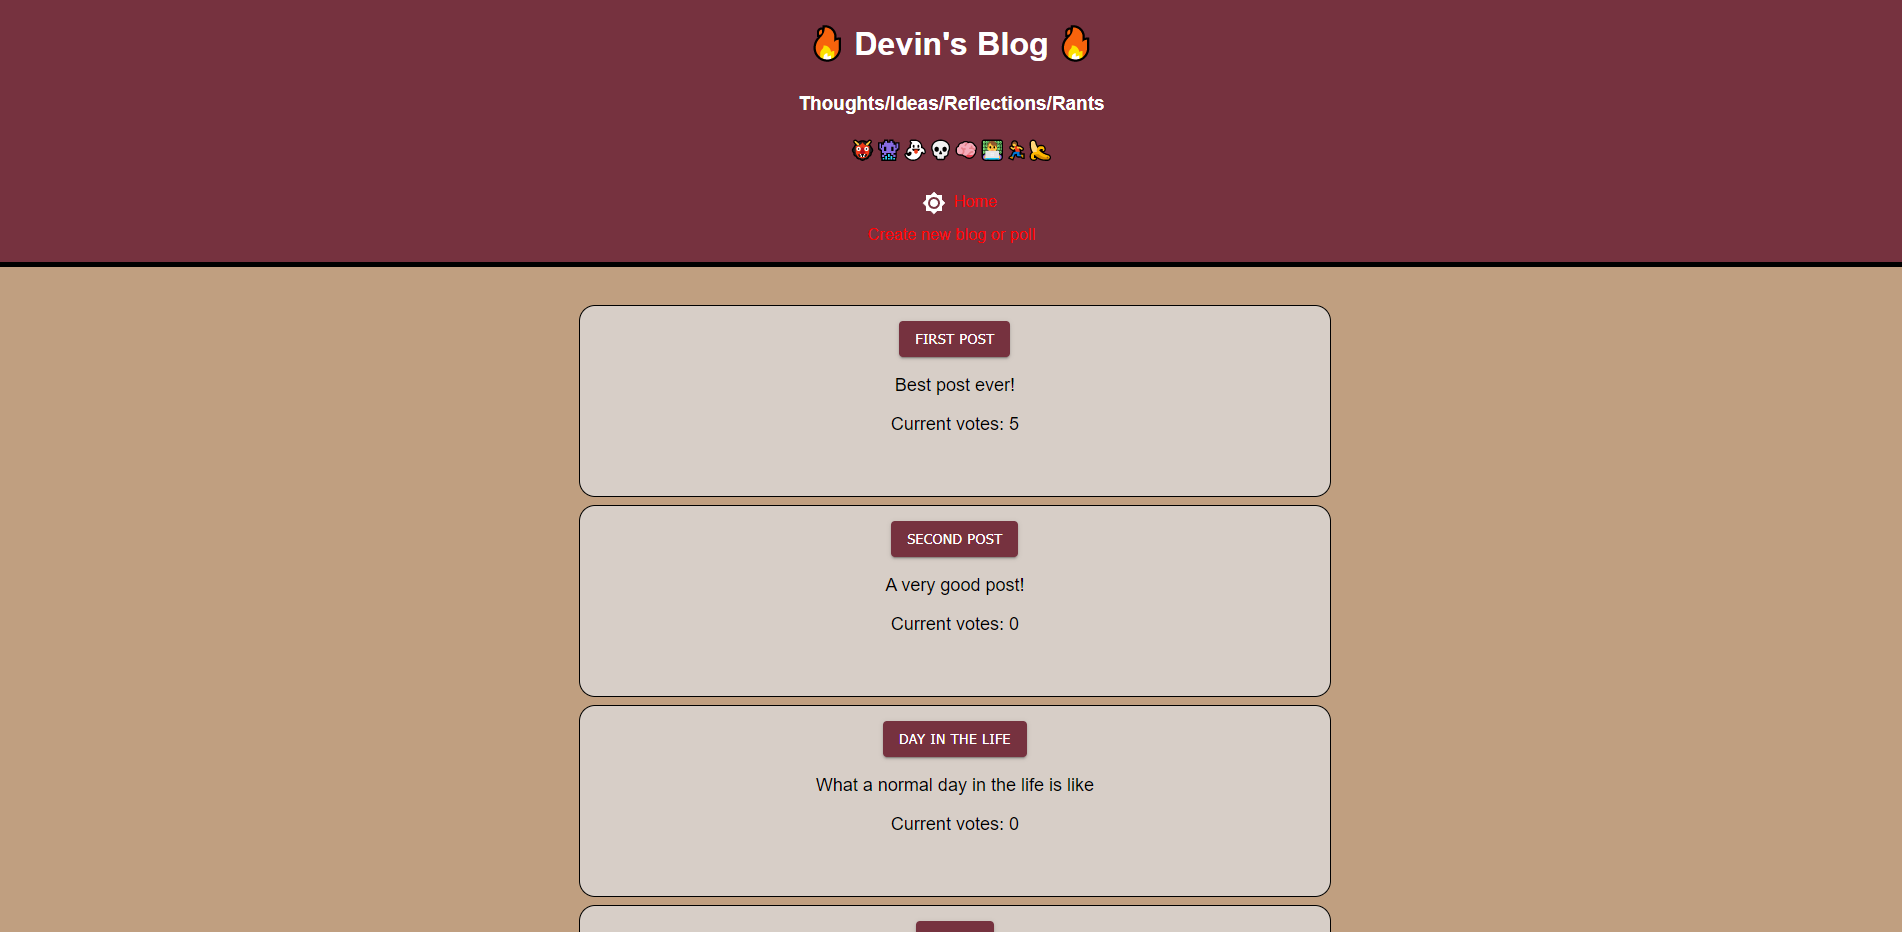 Devin's Blog
Thoughts/Ideas/Reflections/Rants
Home
Create new blog or poll
FIRST POST
Best post ever!
Current votes: 5
SECOND POST
A very good post!
Current votes: 0
DAY IN THE LIFE
What a normal day in the life is like
Current votes: 0